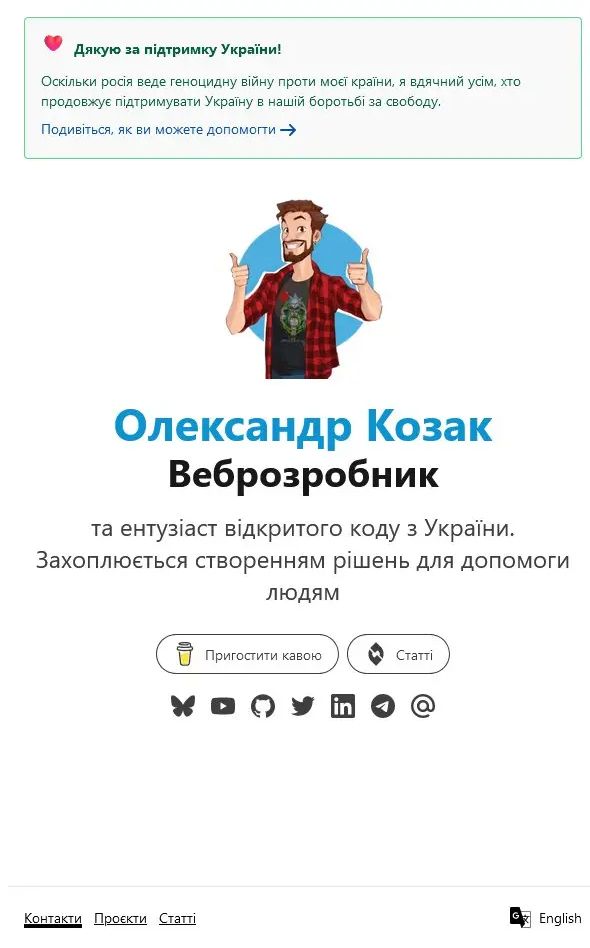 Дякую за підтримку України!
Оскільки росія веде геноцидну війну проти моєї країни, я вдячний усім, хто
продовжує підтримувати Україну в нашій боротьбі за свободу.
Подивіться, як ви можете допомогти
Олександр Козак
Веброзробник
та ентузіаст відкритого коду з України.
Захоплюється створенням рішень для допомоги
людям
Пригостити кавою Статті
Контакти Проєкти Статті English